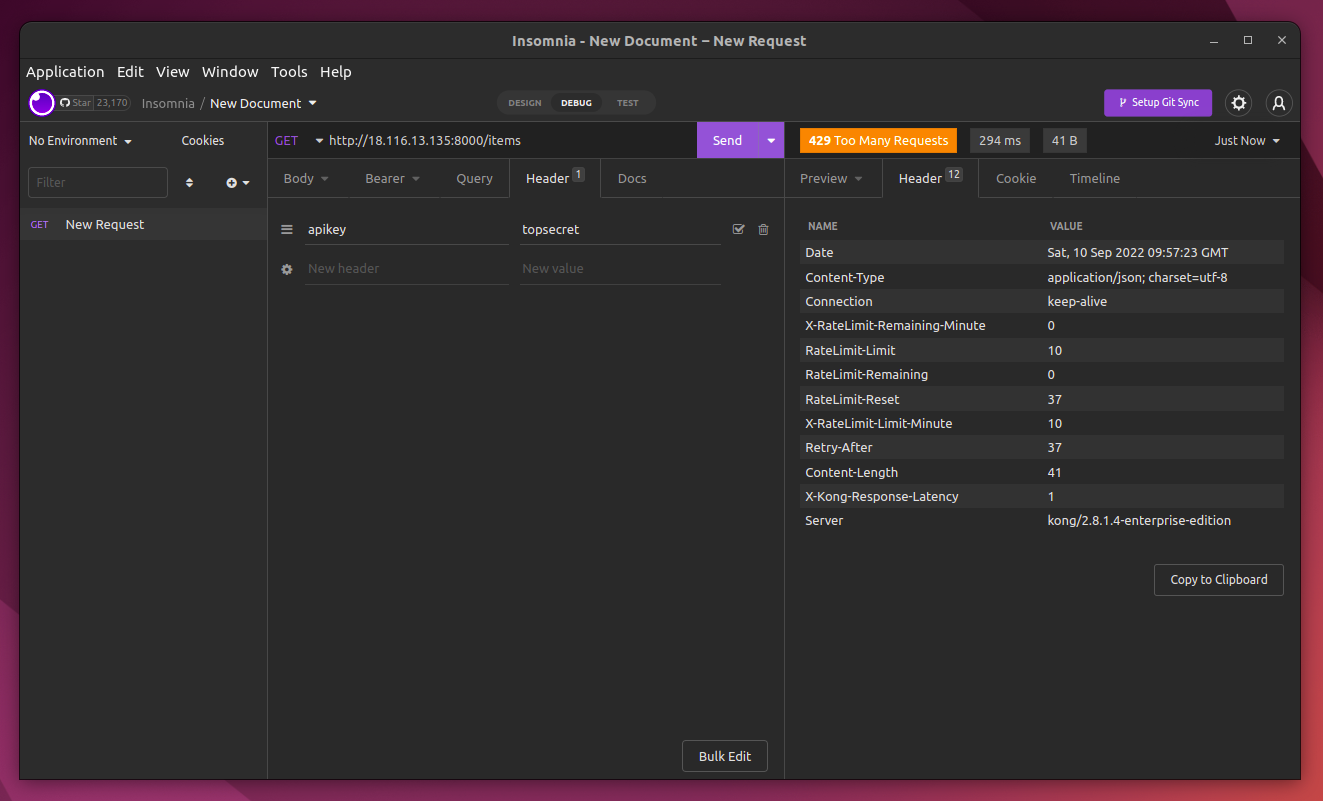 Insomnia - New Document – New Request
Application Edit View Window Tools Help
Star 23,170 Insomnia / New Document DESIGN DEBUG TEST Setup Git Sync
No Environment Cookies GET http://18.116.13.135:8000/items Send 429 Too Many Requests 294 ms 41 B Just Now
Filter Body Bearer Query Header 1 Docs Preview Header 12 Cookie Timeline
GET New Request
apikey topsecret
New header New value
NAME VALUE
Date Sat, 10 Sep 2022 09:57:23 GMT
Content-Type application/json; charset=utf-8
Connection keep-alive
X-RateLimit-Remaining-Minute 0
RateLimit-Limit 10
RateLimit-Remaining 0
RateLimit-Reset 37
X-RateLimit-Limit-Minute 10
Retry-After 37
Content-Length 41
X-Kong-Response-Latency 1
Server kong/2.8.1.4-enterprise-edition
Copy to Clipboard
Bulk Edit